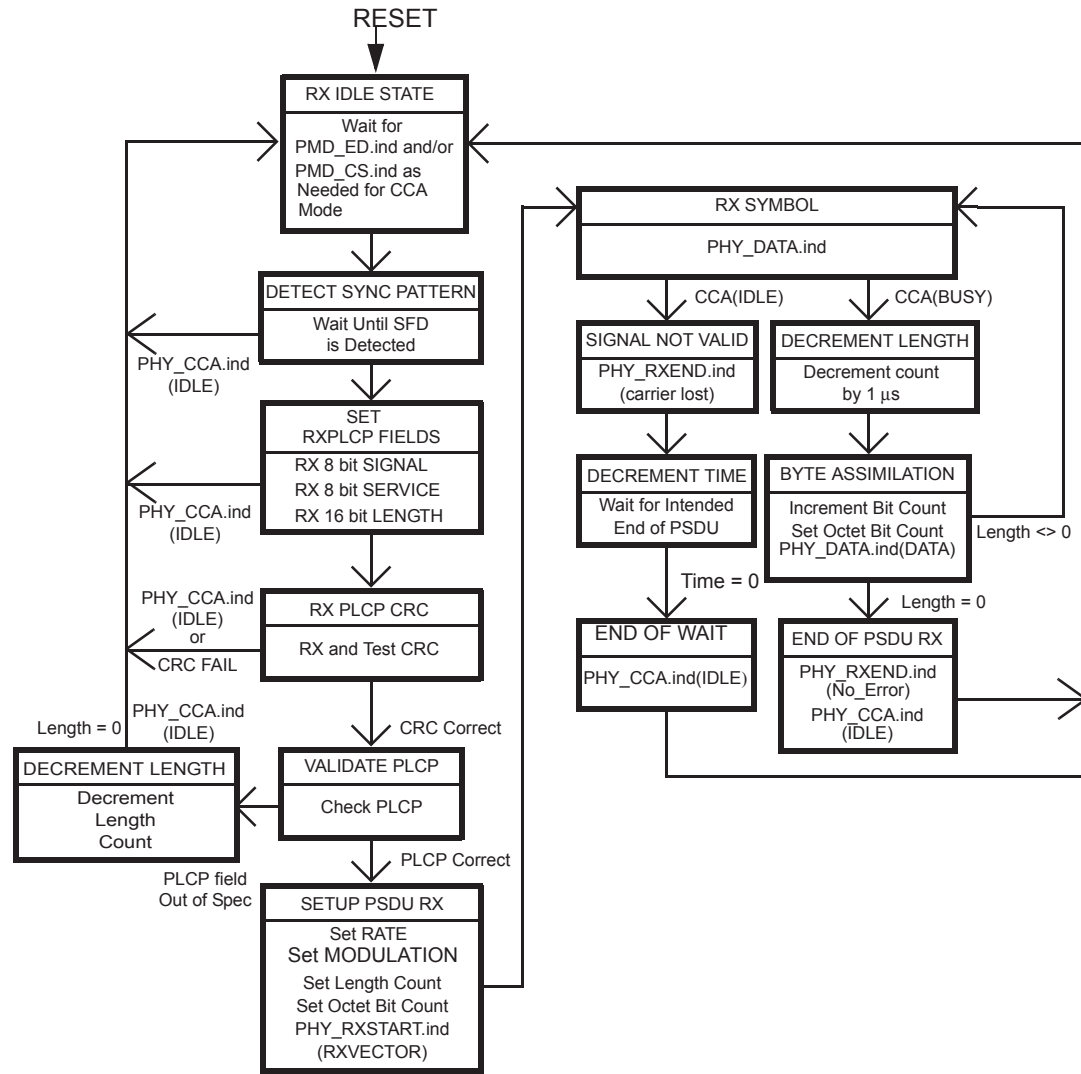 RESET
RX IDLE STATE
Wait for
PMD_ED.ind and/or
PMD_CS.ind as
Needed for CCA
Mode
DETECT SYNC PATTERN
Wait Until SFD
is Detected
PHY_CCA.ind
(IDLE)
SET
RXPLCP FIELDS
RX 8 bit SIGNAL
RX 8 bit SERVICE
RX 16 bit LENGTH
PHY_CCA.ind
(IDLE)
RX PLCP CRC
RX and Test CRC
PHY_CCA.ind
(IDLE)
or
CRC FAIL
CRC Correct
Length = 0
PHY_CCA.ind
(IDLE)
DECREMENT LENGTH
Decrement
Length
Count
VALIDATE PLCP
Check PLCP
PLCP Correct
PLCP field
Out of Spec
SETUP PSDU RX
Set RATE
Set MODULATION
Set Length Count
Set Octet Bit Count
PHY_RXSTART.ind
(RXVECTOR)
RX SYMBOL
PHY_DATA.ind
CCA(IDLE)
CCA(BUSY)
SIGNAL NOT VALID
PHY_RXEND.ind
(carrier lost)
DECREMENT LENGTH
Decrement count
by 1 μs
DECREMENT TIME
Wait for Intended
End of PSDU
BYTE ASSIMILATION
Increment Bit Count
Set Octet Bit Count
PHY_DATA.ind(DATA)
Length <> 0
Time = 0
Length = 0
END OF WAIT
PHY_CCA.ind(IDLE)
END OF PSDU RX
PHY_RXEND.ind
(No_Error)
PHY_CCA.ind
(IDLE)